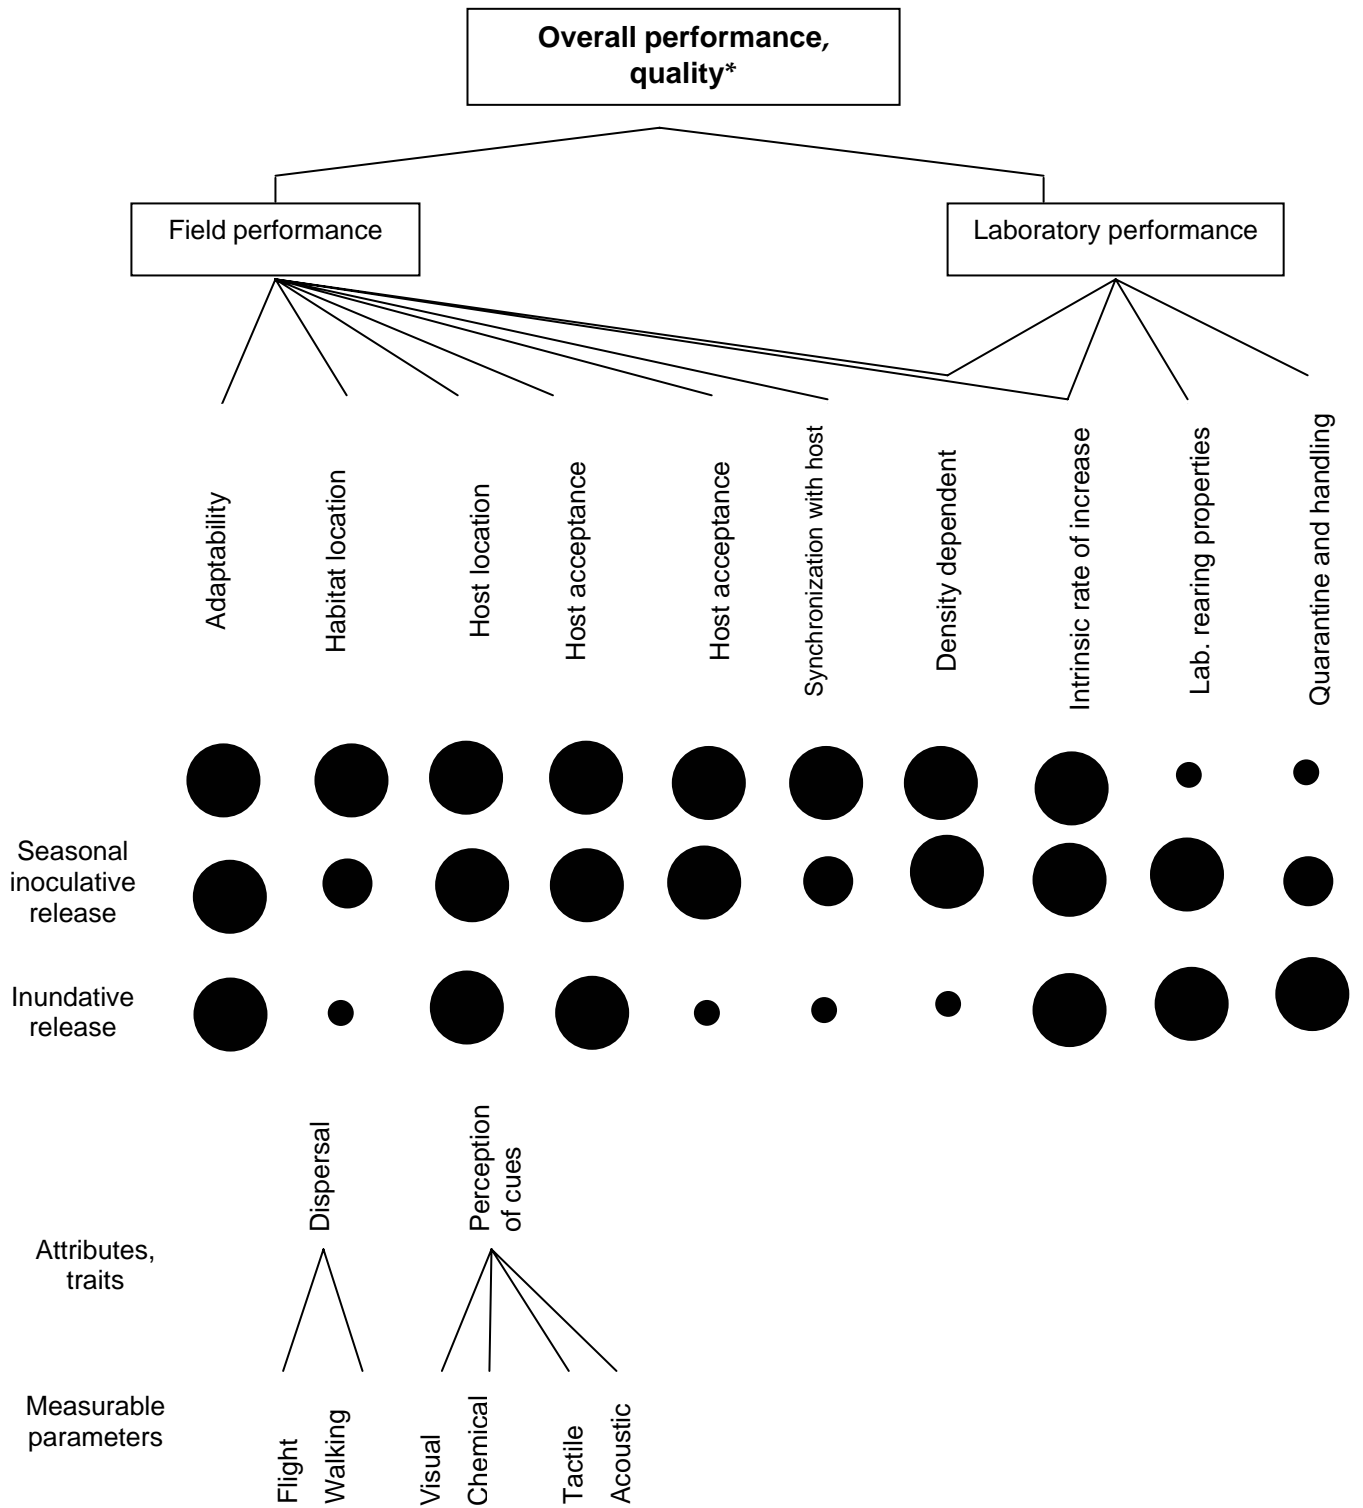 Overall performance,
quality*
Field performance
Laboratory performance
Adaptability
Habitat location
Host location
Host acceptance
Host acceptance
Synchronization with host
Density dependent
Intrinsic rate of increase
Lab. rearing properties
Quarantine and handling
Seasonal
inoculative
release
Inundative
release
Dispersal
Perception
of cues
Attributes,
traits
Measurable
parameters
Flight
Walking
Visual
Chemical
Tactile
Acoustic